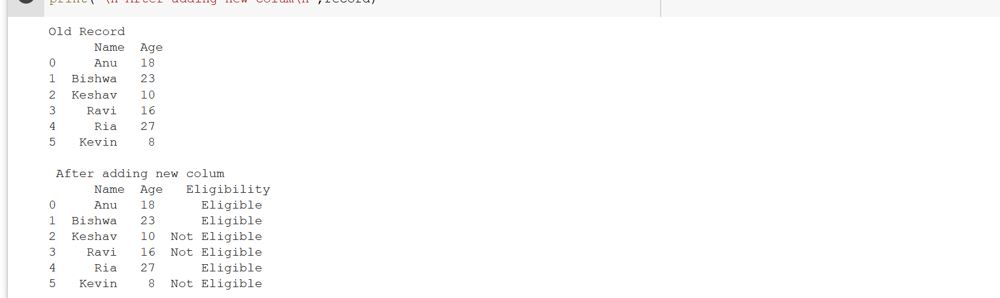 print( \n After adding new colum\n ,record)
Old Record
      Name  Age
0     Anu   18
1  Bishwa   23
2  Keshav   10
3    Ravi   16
4     Ria   27
5   Kevin    8
 After adding new colum
      Name  Age   Eligibility
0     Anu   18      Eligible
1  Bishwa   23      Eligible
2  Keshav   10  Not Eligible
3    Ravi   16  Not Eligible
4     Ria   27      Eligible
5   Kevin    8  Not Eligible